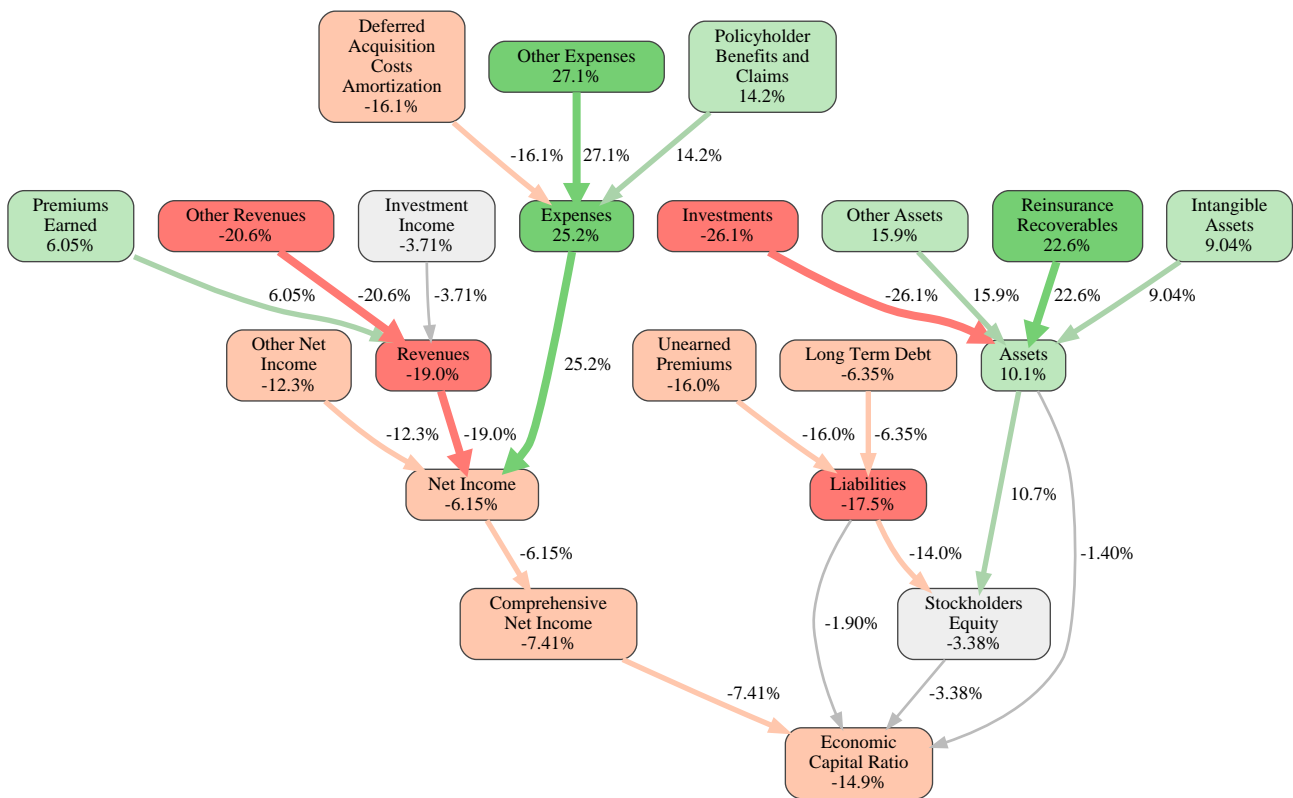 Deferred
Acquisition
Costs
Amortization
-16.1%
Other Expenses
27.1%
Policyholder
Benefits and
Claims
14.2%
-16.1%
27.1%
14.2%
Premiums
Earned
6.05%
Other Revenues
-20.6%
Investment
Income
-3.71%
Expenses
25.2%
Investments
-26.1%
Other Assets
15.9%
Reinsurance
Recoverables
22.6%
Intangible
Assets
9.04%
6.05%
-20.6%
-3.71%
-26.1%
15.9%
22.6%
9.04%
Other Net
Income
-12.3%
Revenues
-19.0%
25.2%
Unearned
Premiums
-16.0%
Long Term Debt
-6.35%
Assets
10.1%
-12.3%
-19.0%
-16.0%
-6.35%
Net Income
-6.15%
Liabilities
-17.5%
10.7%
-6.15%
-14.0%
-1.40%
Comprehensive
Net Income
-7.41%
-1.90%
Stockholders
Equity
-3.38%
-7.41%
-3.38%
Economic
Capital Ratio
-14.9%